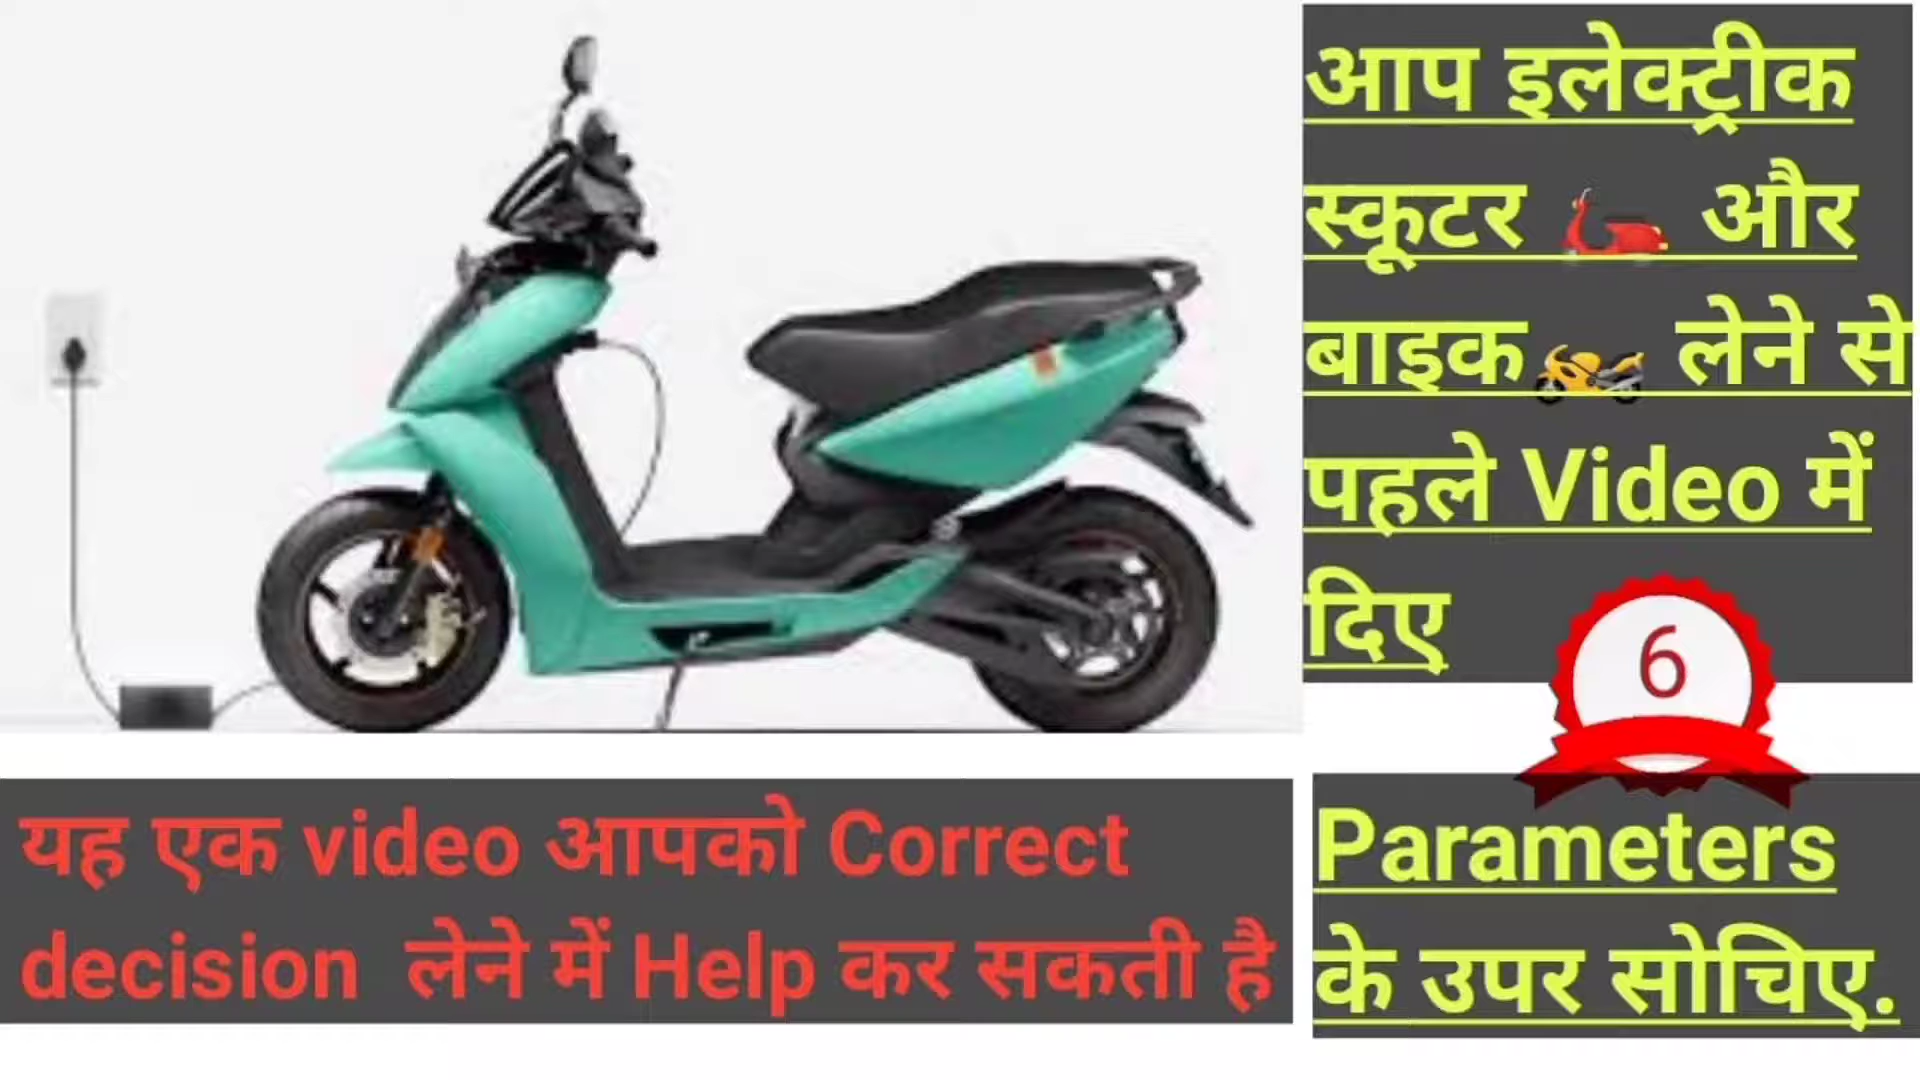 आप इलेक्ट्रीक
स्कूटर 🛵 और
बाइक🏍 लेने से
पहले Video में
दिए
6
Parameters
के उपर सोचिए.
यह एक video आपको Correct
decision लेने में Help कर सकती है